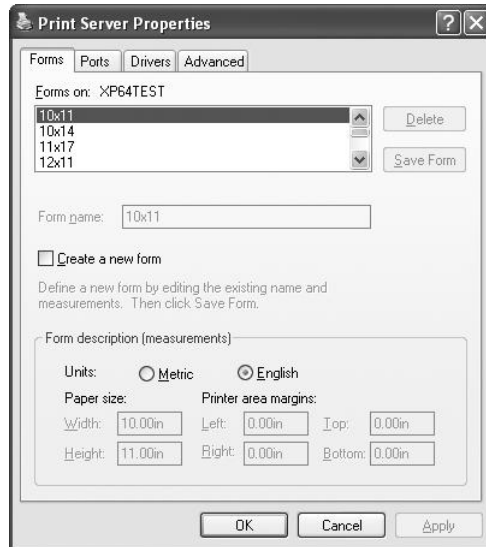 Print Server Properties
Forms Ports Drivers Advanced
Forms on: XP64TEST
10x11
10x14
11x17
12x11
Delete
Save Form
Form name: 10x11
Create a new form
Define a new form by editing the existing name and
measurements. Then click Save Form.
Form description (measurements)
Units: Metric English
Paper size: Printer area margins:
Width: 10.00in Left: 0.00in Top: 0.00in
Height: 11.00in Right: 0.00in Bottom: 0.00in
OK Cancel Apply